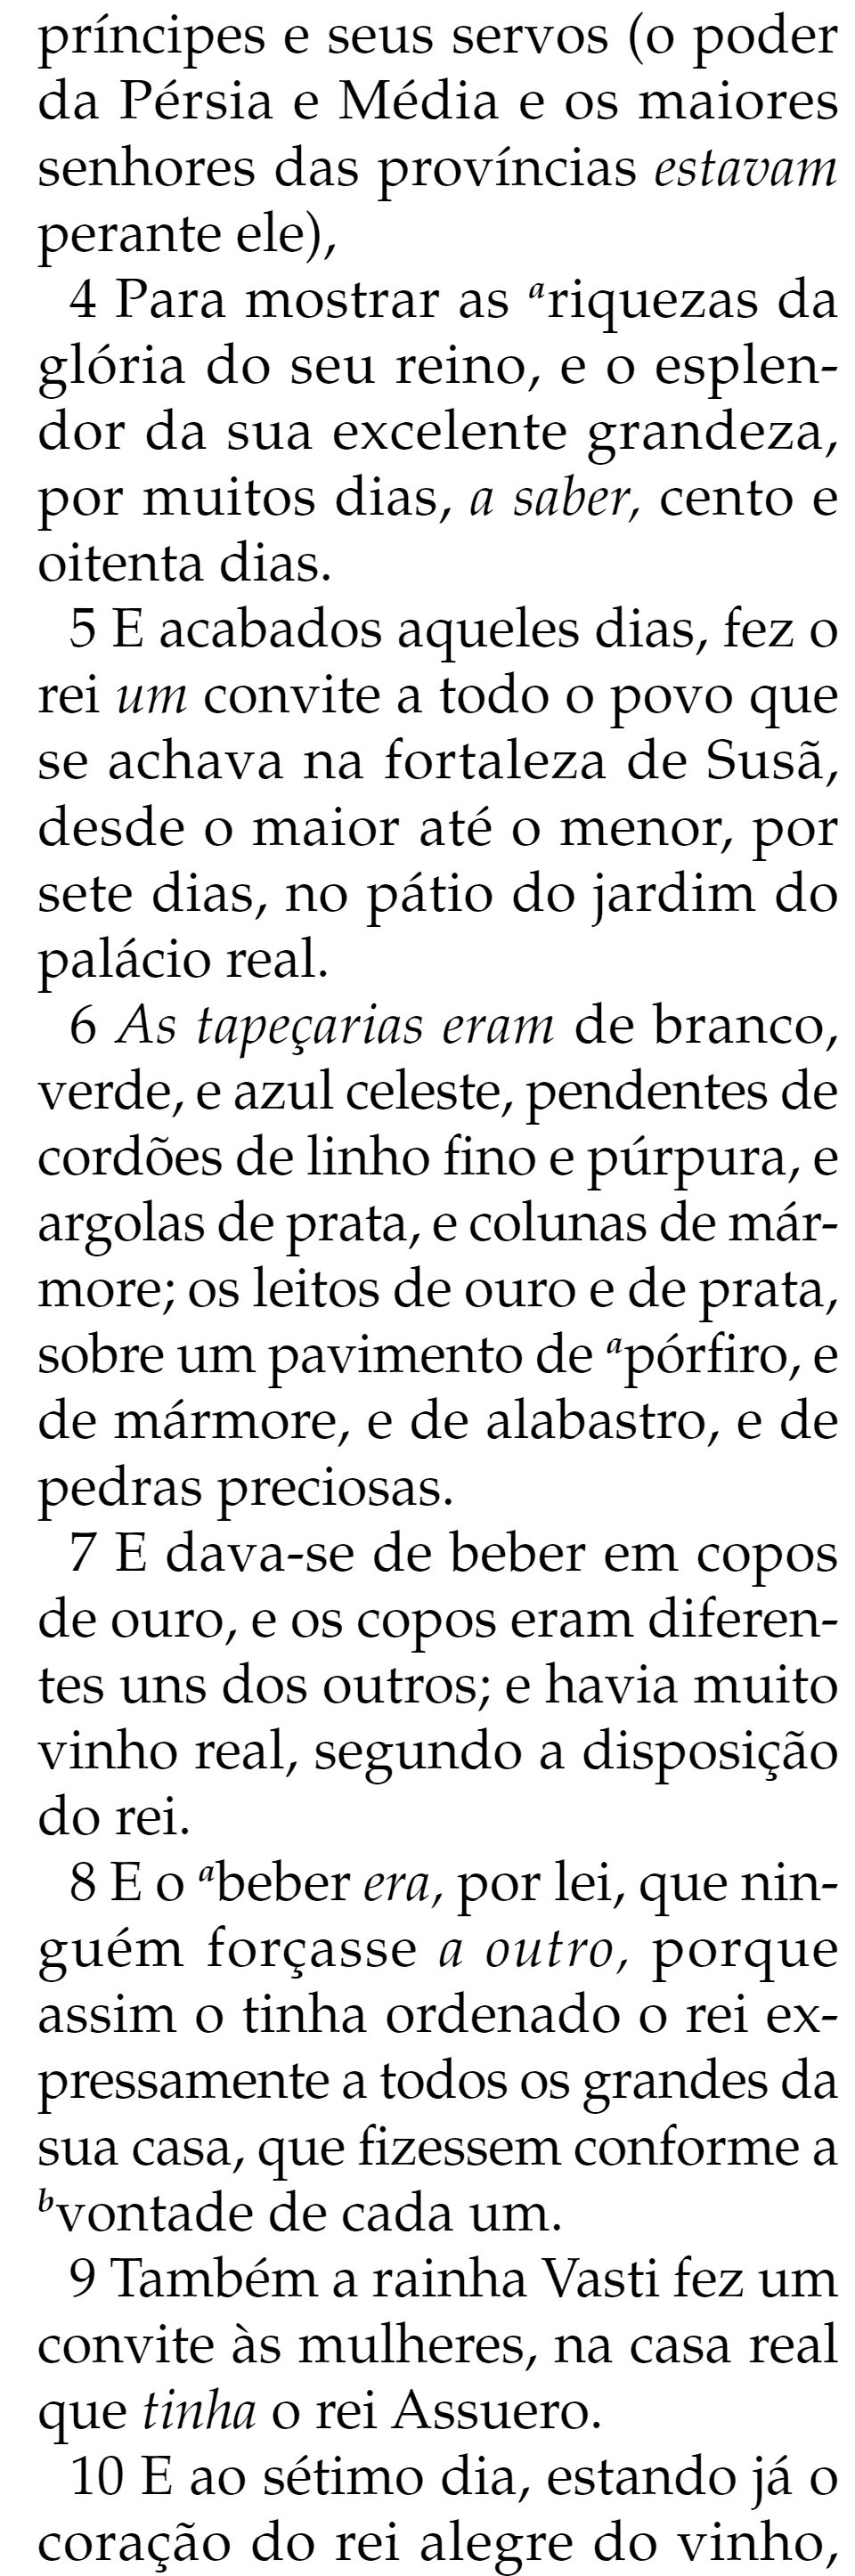 príncipes e seus servos (o poder
da Pérsia e Média e os maiores
senhores das províncias estavam
perante ele),
4 Para mostrar as ariquezas da
glória do seu reino, e o esplen-
dor da sua excelente grandeza,
por muitos dias, a saber, cento e
oitenta dias.
5 E acabados aqueles dias, fez o
rei um convite a todo o povo que
se achava na fortaleza de Susã,
desde o maior até o menor, por
sete dias, no pátio do jardim do
palácio real.
6 As tapeçarias eram de branco,
verde, e azul celeste, pendentes de
cordões de linho fino e púrpura, e
argolas de prata, e colunas de már-
more; os leitos de ouro e de prata,
sobre um pavimento de apórfiro, e
de mármore, e de alabastro, e de
pedras preciosas.
7 E dava-se de beber em copos
de ouro, e os copos eram diferen-
tes uns dos outros; e havia muito
vinho real, segundo a disposição
do rei.
8 E o abeber era, por lei, que nin-
guém forçasse a outro, porque
assim o tinha ordenado o rei ex-
pressamente a todos os grandes da
sua casa, que fizessem conforme a
bvontade de cada um.
9 Também a rainha Vasti fez um
convite às mulheres, na casa real
que tinha o rei Assuero.
10 E ao sétimo dia, estando já o
coração do rei alegre do vinho,